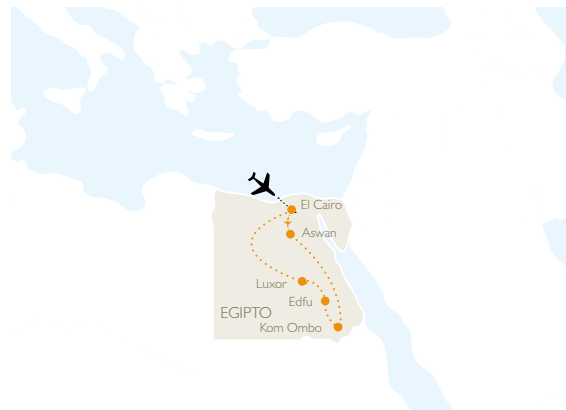 El Cairo
Aswan
Luxor
Edfu
EGIPTO
Kom Ombo